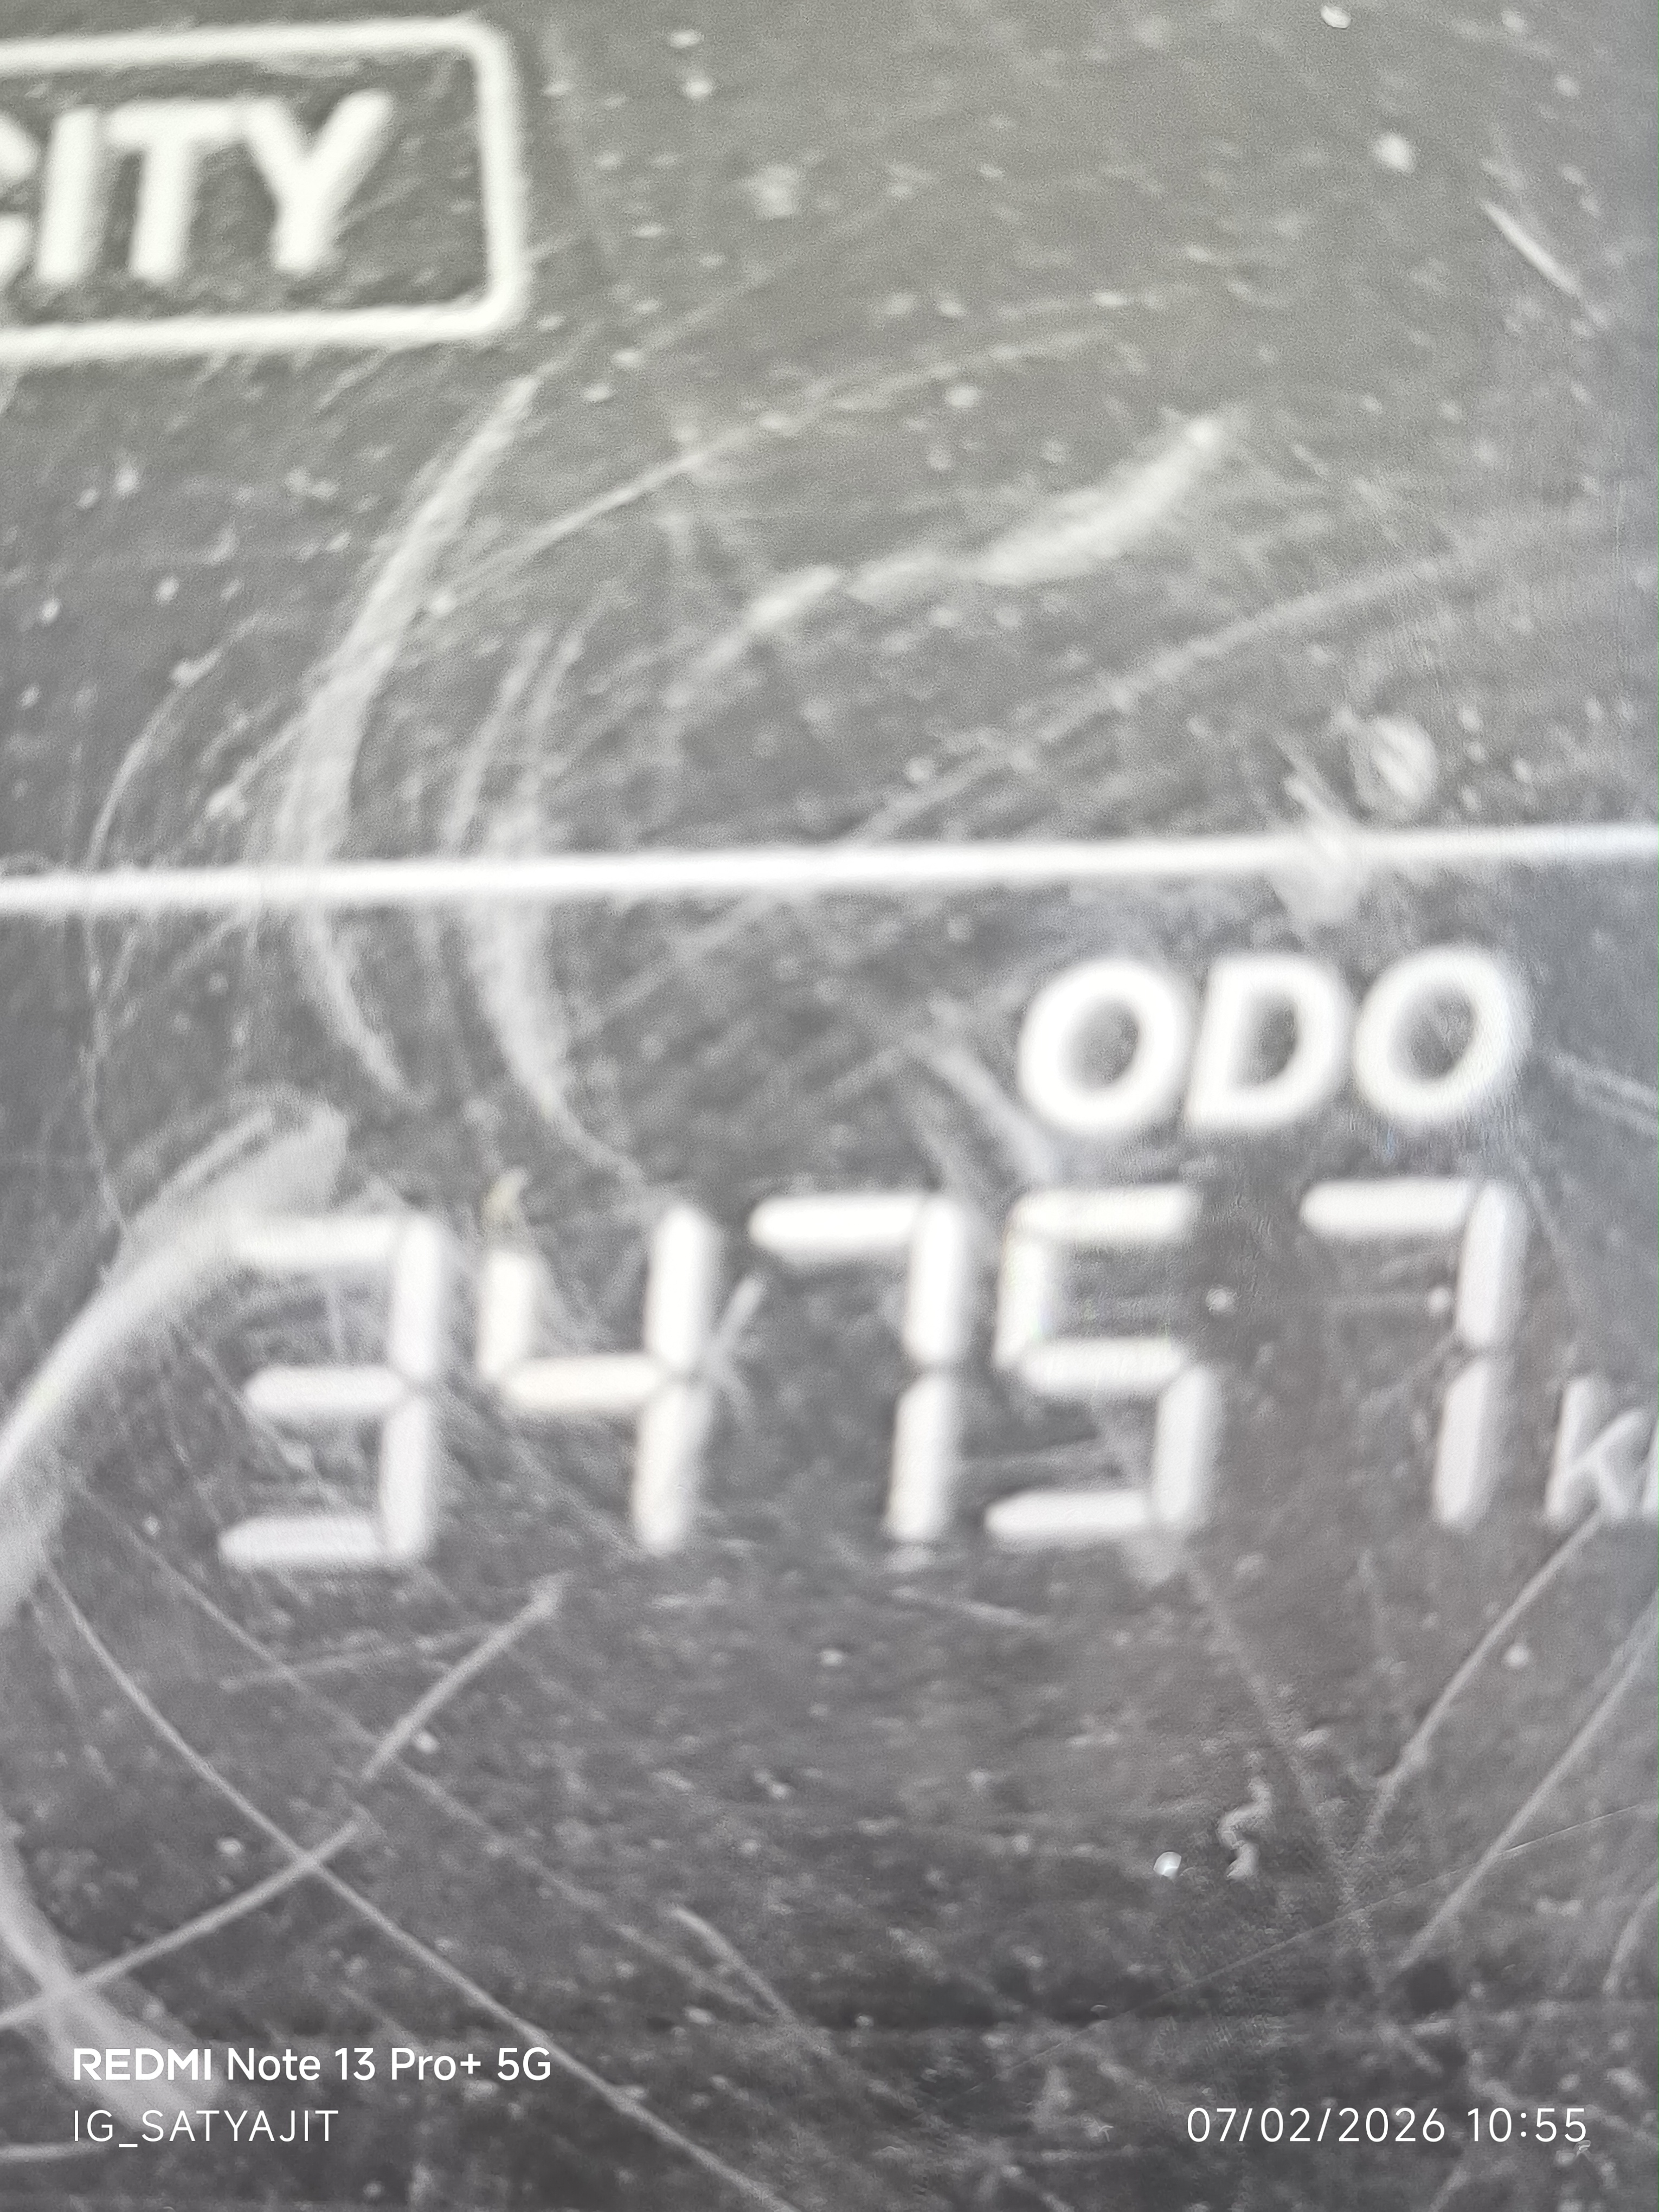 CITY
ODO
34757 K
REDMI Note 13 Pro+ 5G
IG_SATYAJIT
07/02/2026 10:55